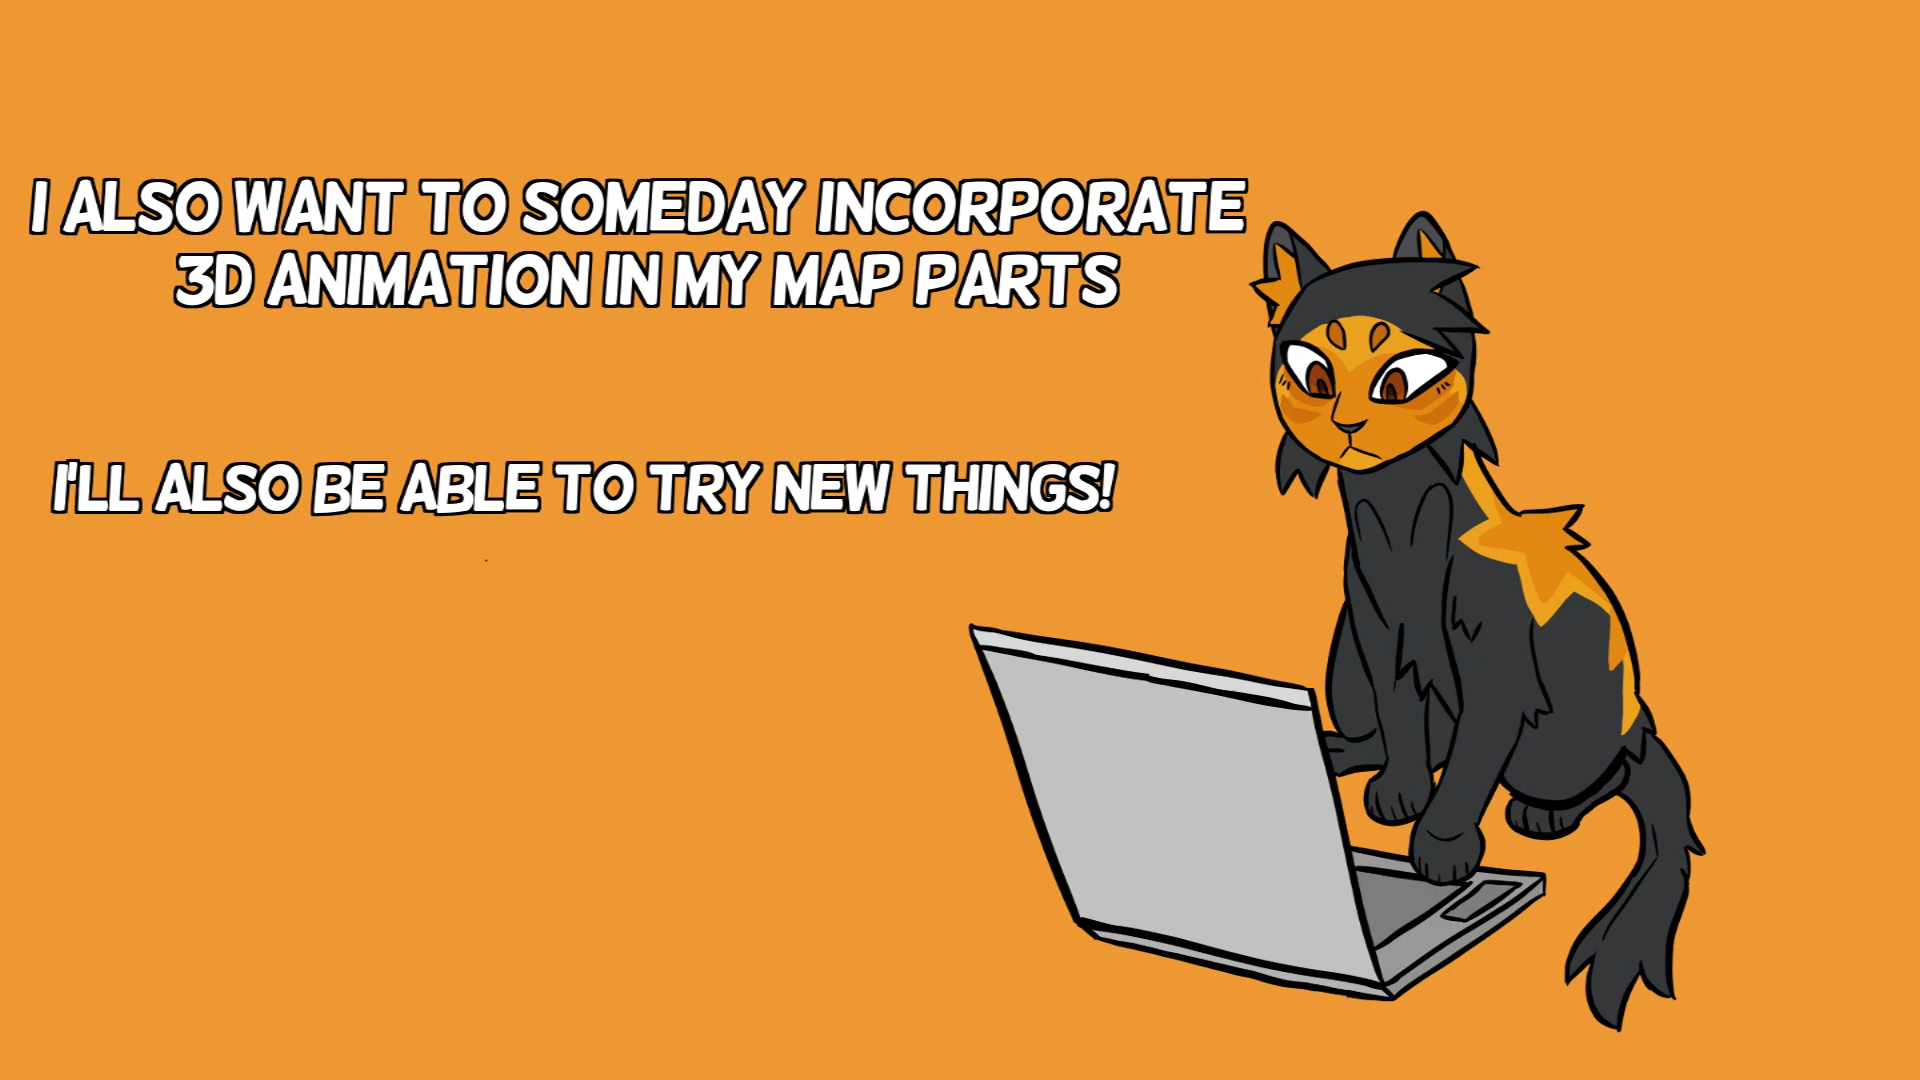 I ALSO WANT TO SOMEDAY INCORPORATE
3D ANIMATION IN MY MAP PARTS
I'LL ALSO BE ABLE TO TRY NEW THINGS!